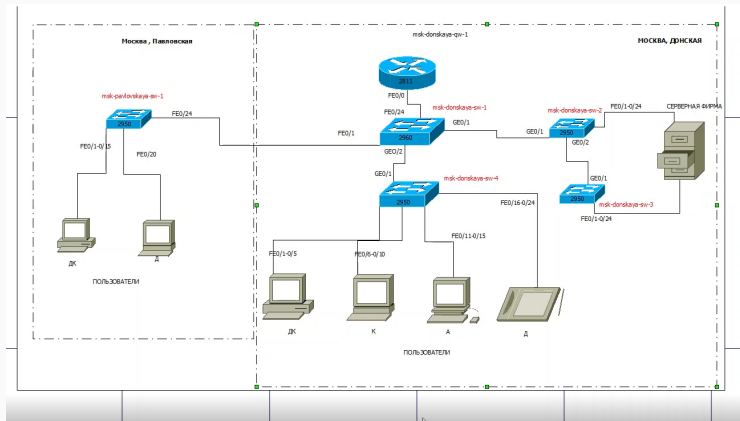 Москва , Павловская
msk-donskaya-gw-1
МОСКВА, ДОНСКАЯ
2811
msk-pavlovskaya-sw-1
FE0/0
FE0/24
msk-donskaya-sw-1
msk-donskaya-sw-2
FE0/1-0/24
СЕРВЕРНАЯ ФИРМА
FE0/24
2950
FE0/1
2960
GE0/1
GE0/1
2950
GEO/2
GE0/2
FE0/1-0/15
FE0/20
GE0/1
msk-donskaya-sw-4
GE0/1
2950
2950
msk-donskaya-sw-3
FE0/16-0/24
FE0/1-0/24
FE0/11-0/15
ДК
Д
FE0/1-0/5
FE0/6-0/10
ПОЛЬЗОВАТЕЛИ
ДК
К
А
Д
ПОЛЬЗОВАТЕЛИ